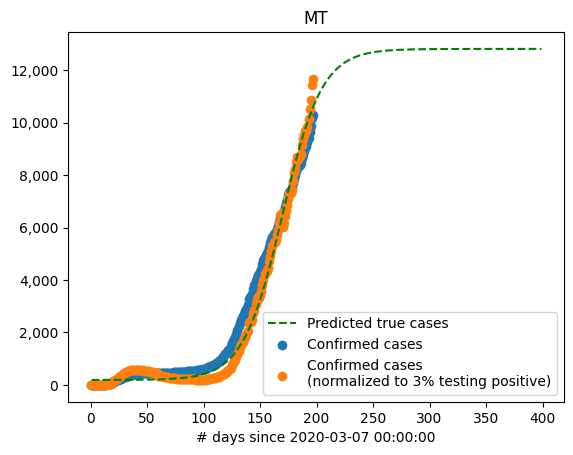 MT
12,000
10,000
8,000
6,000
4,000
2,000
0
Predicted true cases
Confirmed cases
Confirmed cases
(normalized to 3% testing positive)
0 50 100 150 200 250 300 350 400
# days since 2020-03-07 00:00:00